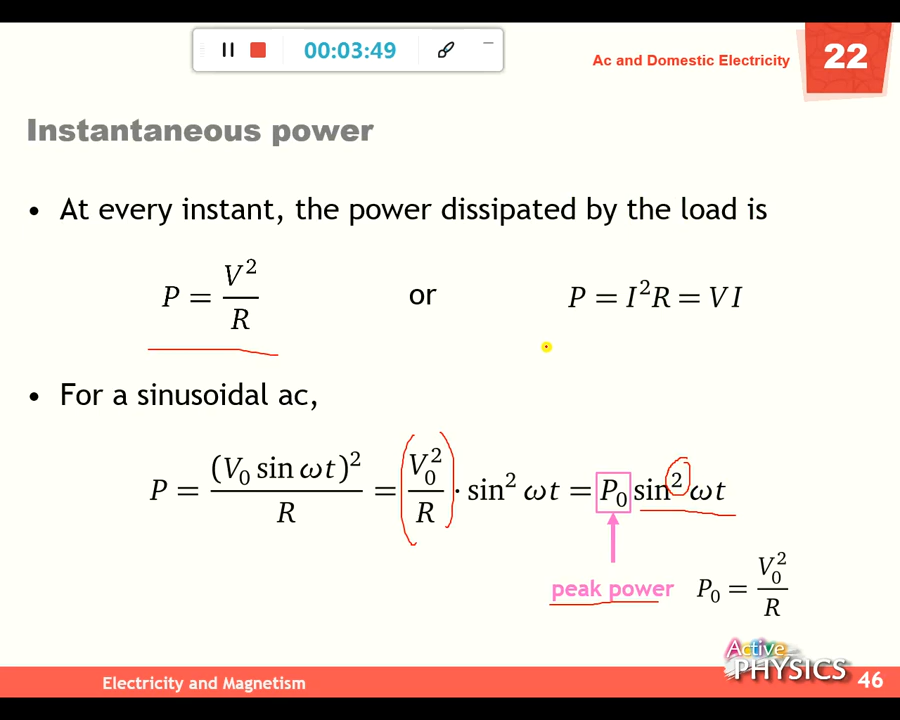 00:03:49
Ac and Domestic Electricity 22
Instantaneous power
• At every instant, the power dissipated by the load is
P = V²/R or P = I²R = VI
• For a sinusoidal ac,
P = (V₀ sin ωt)²/R = (V₀²/R) · sin² ωt = P₀ sin² ωt
peak power P₀ = V₀²/R
Active
PHYSICS
Electricity and Magnetism 46